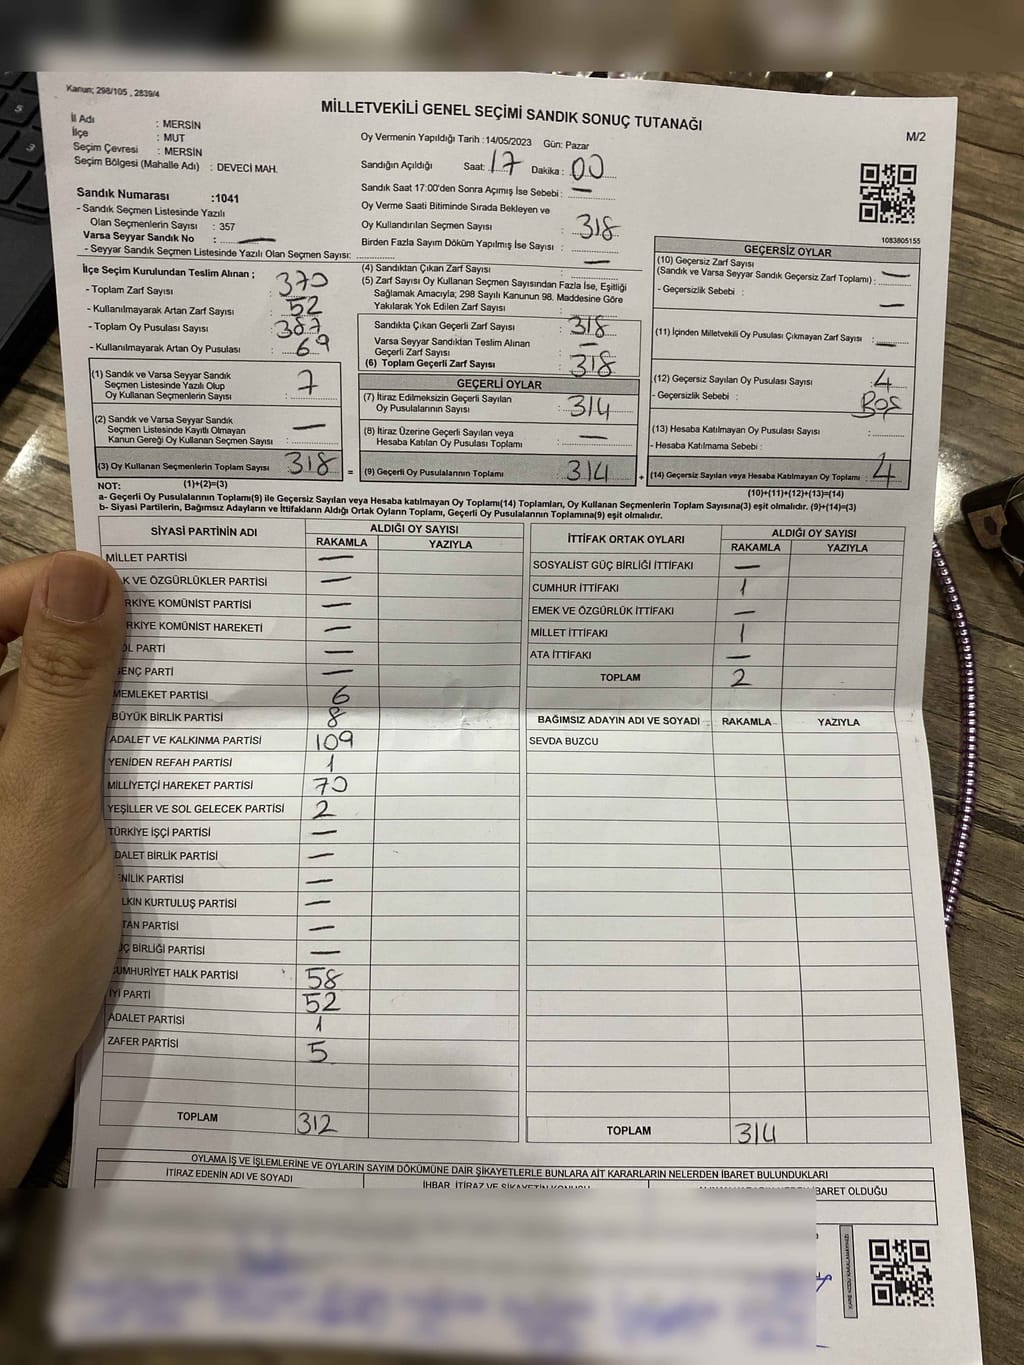 Kanun; 298/105 , 2839/4
MİLLETVEKİLİ GENEL SEÇİMİ SANDIK SONUÇ TUTANAĞI
M/2
İl Adı : MERSİN
İlçe : MUT
Seçim Çevresi : MERSİN
Seçim Bölgesi (Mahalle Adı) : DEVECİ MAH.
Sandık Numarası :1041
- Sandık Seçmen Listesinde Yazılı
Olan Seçmenlerin Sayısı : 357
Varsa Seyyar Sandık No : —
- Seyyar Sandık Seçmen Listesinde Yazılı Olan Seçmen Sayısı:
Oy Vermenin Yapıldığı Tarih :14/05/2023 Gün: Pazar
Sandığın Açıldığı Saat: 17 Dakika : 00
Sandık Saat 17:00'den Sonra Açımış İse Sebebi : —
Oy Verme Saati Bitiminde Sırada Bekleyen ve
Oy Kullandırılan Seçmen Sayısı : 318
Birden Fazla Sayım Döküm Yapılmış İse Sayısı : —
1083805155
İlçe Seçim Kurulundan Teslim Alınan ;
- Toplam Zarf Sayısı : 370
- Kullanılmayarak Artan Zarf Sayısı : 52
- Toplam Oy Pusulası Sayısı : 387
- Kullanılmayarak Artan Oy Pusulası : 69
(1) Sandık ve Varsa Seyyar Sandık
Seçmen Listesinde Yazılı Olup
Oy Kullanan Seçmenlerin Sayısı : 7
(2) Sandık ve Varsa Seyyar Sandık
Seçmen Listesinde Kayıtlı Olmayan
Kanun Gereği Oy Kullanan Seçmen Sayısı : —
(3) Oy Kullanan Seçmenlerin Toplam Sayısı 318 =
(4) Sandıktan Çıkan Zarf Sayısı :
(5) Zarf Sayısı Oy Kullanan Seçmen Sayısından Fazla İse, Eşitliği
Sağlamak Amacıyla; 298 Sayılı Kanunun 98. Maddesine Göre
Yakılarak Yok Edilen Zarf Sayısı :
Sandıkta Çıkan Geçerli Zarf Sayısı : 318
Varsa Seyyar Sandıktan Teslim Alınan
Geçerli Zarf Sayısı : —
(6) Toplam Geçerli Zarf Sayısı : 318
GEÇERLİ OYLAR
(7) İtiraz Edilmeksizin Geçerli Sayılan
Oy Pusulalarının Sayısı : 314
(8) İtiraz Üzerine Geçerli Sayılan veya
Hesaba Katılan Oy Pusulası Toplamı : —
(9) Geçerli Oy Pusulalarının Toplamı 314 +
GEÇERSİZ OYLAR
(10) Geçersiz Zarf Sayısı
(Sandık ve Varsa Seyyar Sandık Geçersiz Zarf Toplamı) : —
- Geçersizlik Sebebi : —
(11) İçinden Milletvekili Oy Pusulası Çıkmayan Zarf Sayısı : —
(12) Geçersiz Sayılan Oy Pusulası Sayısı : 4
- Geçersizlik Sebebi : BOŞ
(13) Hesaba Katılmayan Oy Pusulası Sayısı :
- Hesaba Katılmama Sebebi :
(14) Geçersiz Sayılan veya Hesaba Katılmayan Oy Toplamı : 4
NOT: (1)+(2)=(3)
(10)+(11)+(12)+(13)=(14)
a- Geçerli Oy Pusulalarının Toplamı(9) ile Geçersiz Sayılan veya Hesaba katılmayan Oy Toplamı(14) Toplamları, Oy Kullanan Seçmenlerin Toplam Sayısına(3) eşit olmalıdır. (9)+(14)=(3)
b- Siyasi Partilerin, Bağımsız Adayların ve İttifakların Aldığı Ortak Oyların Toplamı, Geçerli Oy Pusulalarının Toplamına(9) eşit olmalıdır.
SİYASİ PARTİNİN ADI ALDIĞI OY SAYISI
RAKAMLA YAZIYLA
MİLLET PARTİSİ —
K VE ÖZGÜRLÜKLER PARTİSİ —
RKİYE KOMÜNİST PARTİSİ —
RKİYE KOMÜNİST HAREKETİ —
OL PARTİ —
ENÇ PARTİ —
MEMLEKET PARTİSİ 6
BÜYÜK BİRLİK PARTİSİ 8
ADALET VE KALKINMA PARTİSİ 109
YENİDEN REFAH PARTİSİ 1
MİLLİYETÇİ HAREKET PARTİSİ 70
YEŞİLLER VE SOL GELECEK PARTİSİ 2
TÜRKİYE İŞÇİ PARTİSİ —
DALET BİRLİK PARTİSİ —
ENİLİK PARTİSİ —
LKIN KURTULUŞ PARTİSİ —
TAN PARTİSİ —
ÜÇ BİRLİĞİ PARTİSİ —
CUMHURİYET HALK PARTİSİ 58
İYİ PARTİ 52
ADALET PARTİSİ 1
ZAFER PARTİSİ 5
TOPLAM 312
İTTİFAK ORTAK OYLARI ALDIĞI OY SAYISI
RAKAMLA YAZIYLA
SOSYALİST GÜÇ BİRLİĞİ İTTİFAKI —
CUMHUR İTTİFAKI 1
EMEK VE ÖZGÜRLÜK İTTİFAKI —
MİLLET İTTİFAKI 1
ATA İTTİFAKI —
TOPLAM 2
BAĞIMSIZ ADAYIN ADI VE SOYADI RAKAMLA YAZIYLA
SEVDA BUZCU
TOPLAM 314
OYLAMA İŞ VE İŞLEMLERİNE VE OYLARIN SAYIM DÖKÜMÜNE DAİR ŞİKAYETLERLE BUNLARA AİT KARARLARIN NELERDEN İBARET BULUNDUKLARI
İTİRAZ EDENİN ADI VE SOYADI
İHBAR, İTİRAZ VE ŞİKAYETİN KONUSU
İBARET OLDUĞU